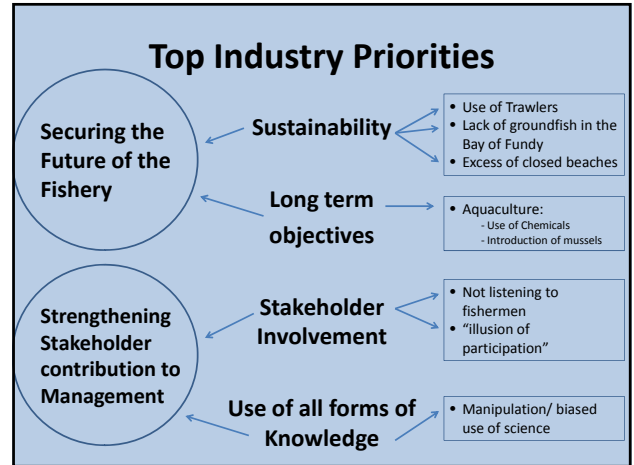 Top Industry Priorities
Securing the
Future of the
Fishery
Sustainability
• Use of Trawlers
• Lack of groundfish in the
Bay of Fundy
• Excess of closed beaches
Long term
objectives
• Aquaculture:
- Use of Chemicals
- Introduction of mussels
Strengthening
Stakeholder
contribution to
Management
Stakeholder
Involvement
• Not listening to
fishermen
• “illusion of
participation”
Use of all forms of
Knowledge
• Manipulation/ biased
use of science